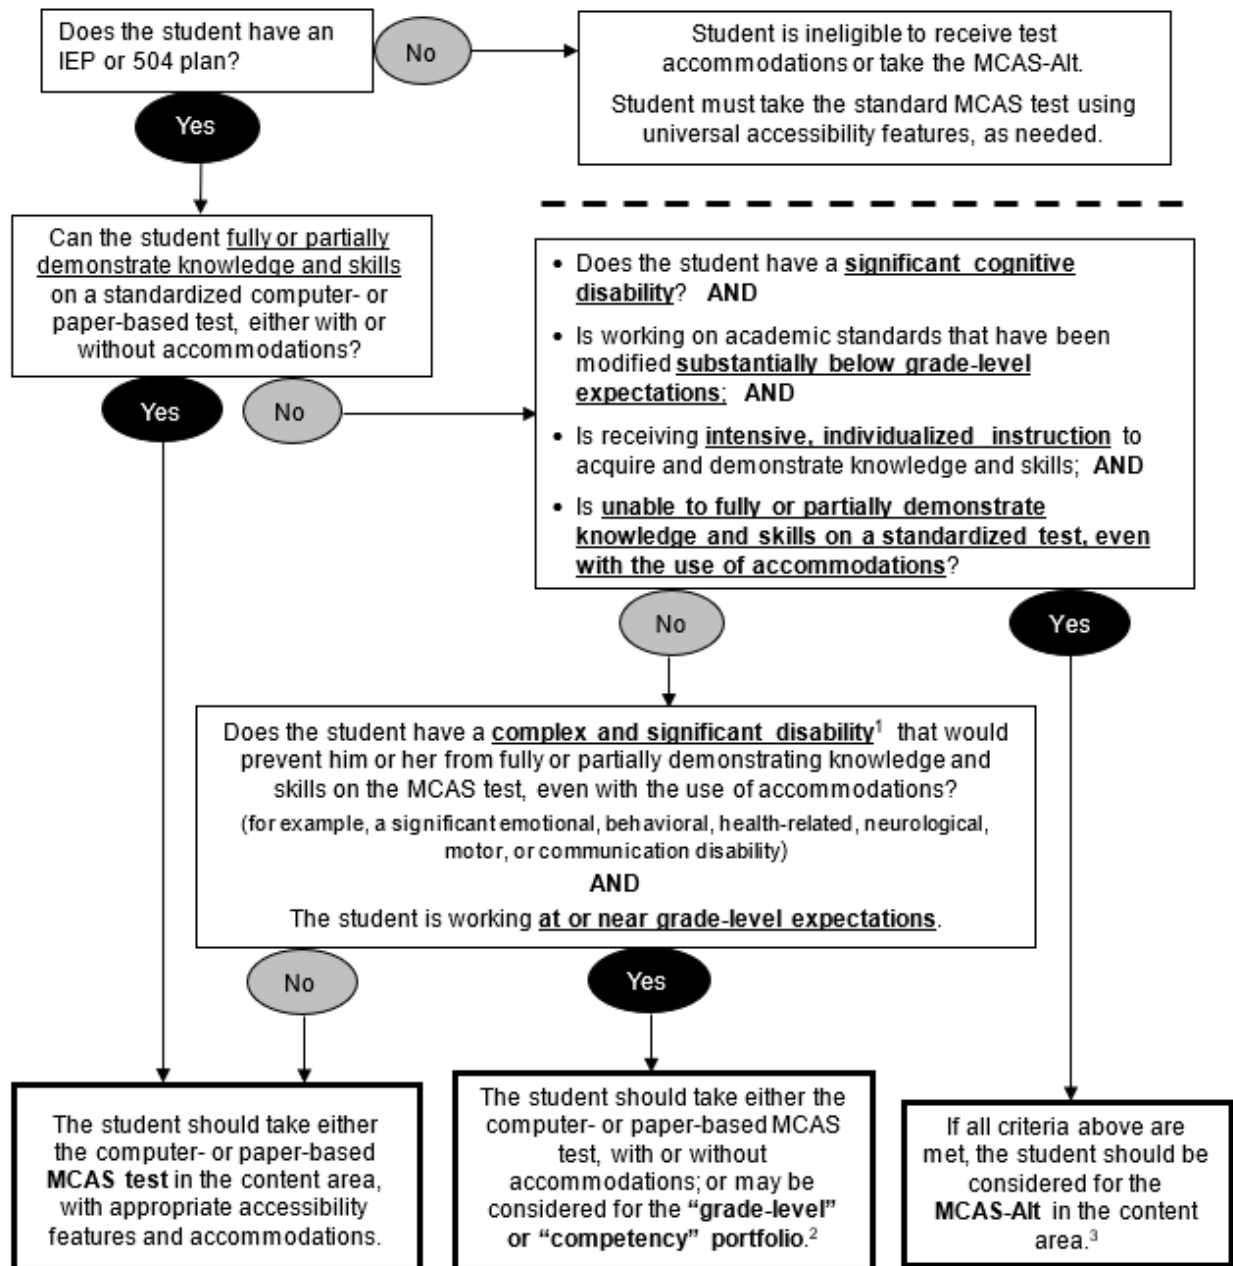 Does the student have an
IEP or 504 plan?
No
Student is ineligible to receive test
accommodations or take the MCAS-Alt.
Student must take the standard MCAS test using
universal accessibility features, as needed.
Yes
Can the student fully or partially
demonstrate knowledge and skills
on a standardized computer- or
paper-based test, either with or
without accommodations?
Yes
No
• Does the student have a significant cognitive
disability? AND
• Is working on academic standards that have been
modified substantially below grade-level
expectations; AND
• Is receiving intensive, individualized instruction to
acquire and demonstrate knowledge and skills; AND
• Is unable to fully or partially demonstrate
knowledge and skills on a standardized test, even
with the use of accommodations?
No
Yes
Does the student have a complex and significant disability¹ that would
prevent him or her from fully or partially demonstrating knowledge and
skills on the MCAS test, even with the use of accommodations?
(for example, a significant emotional, behavioral, health-related, neurological,
motor, or communication disability)
AND
The student is working at or near grade-level expectations.
No
Yes
The student should take either
the computer- or paper-based
MCAS test in the content area,
with appropriate accessibility
features and accommodations.
The student should take either the
computer- or paper-based MCAS
test, with or without
accommodations; or may be
considered for the “grade-level”
or “competency” portfolio.²
If all criteria above are
met, the student should be
considered for the
MCAS-Alt in the content
area.³